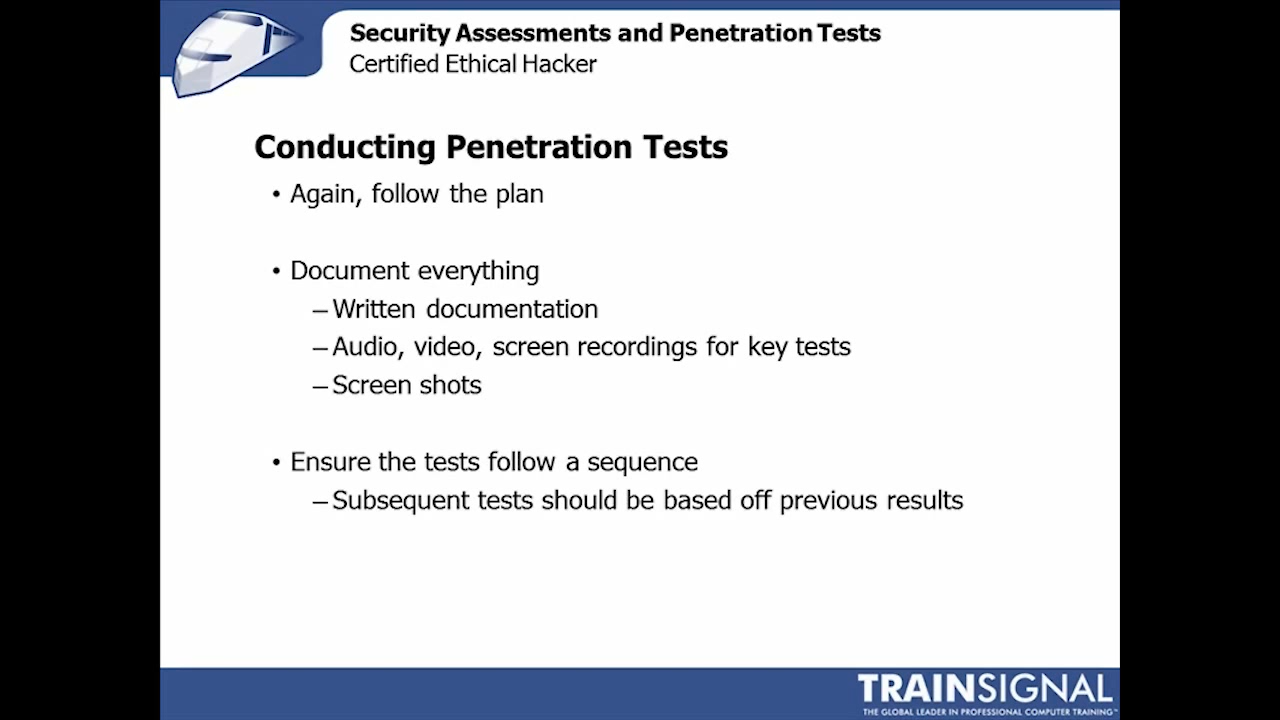 Security Assessments and Penetration Tests
Certified Ethical Hacker
Conducting Penetration Tests
• Again, follow the plan
• Document everything
– Written documentation
– Audio, video, screen recordings for key tests
– Screen shots
• Ensure the tests follow a sequence
– Subsequent tests should be based off previous results
TRAINSIGNAL
THE GLOBAL LEADER IN PROFESSIONAL COMPUTER TRAINING™